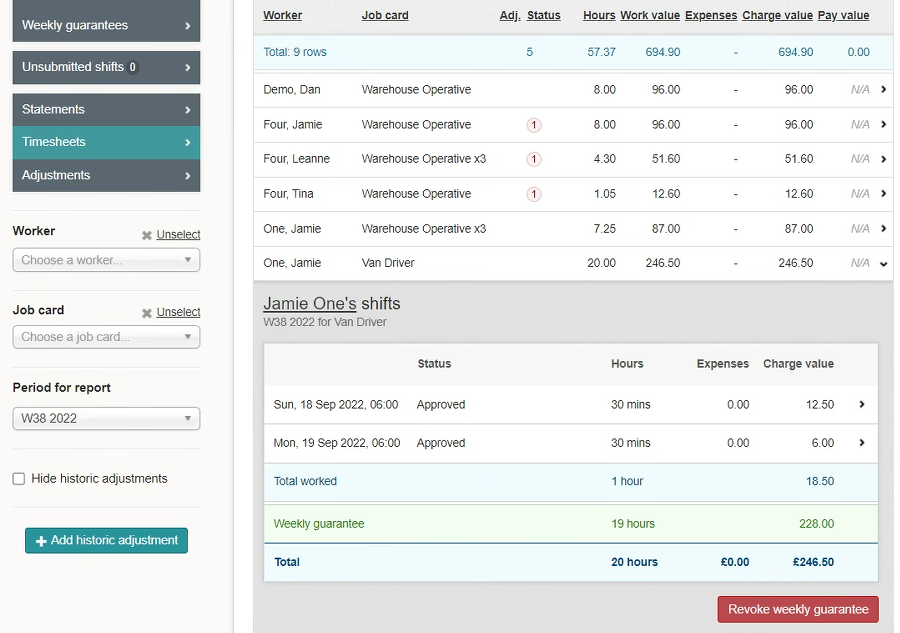 Weekly guarantees
Unsubmitted shifts 0
Statements
Timesheets
Adjustments
Worker
Unselect
Choose a worker...
Job card
Unselect
Choose a job card...
Period for report
W38 2022
Hide historic adjustments
Add historic adjustment
Worker Job card Adj. Status Hours Work value Expenses Charge value Pay value
Total: 9 rows 5 57.37 694.90 - 694.90 0.00
Demo, Dan Warehouse Operative 8.00 96.00 - 96.00 N/A
Four, Jamie Warehouse Operative 1 8.00 96.00 - 96.00 N/A
Four, Leanne Warehouse Operative x3 1 4.30 51.60 - 51.60 N/A
Four, Tina Warehouse Operative 1 1.05 12.60 - 12.60 N/A
One, Jamie Warehouse Operative x3 7.25 87.00 - 87.00 N/A
One, Jamie Van Driver 20.00 246.50 - 246.50 N/A
Jamie One's shifts
W38 2022 for Van Driver
Status Hours Expenses Charge value
Sun, 18 Sep 2022, 06:00 Approved 30 mins 0.00 12.50
Mon, 19 Sep 2022, 06:00 Approved 30 mins 0.00 6.00
Total worked 1 hour 18.50
Weekly guarantee 19 hours 228.00
Total 20 hours £0.00 £246.50
Revoke weekly guarantee